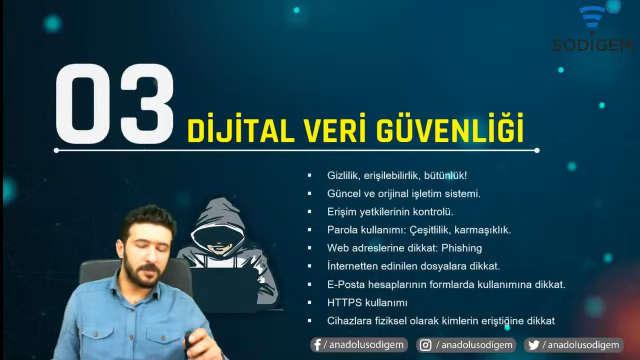 SODİGEM
03 DİJİTAL VERİ GÜVENLİĞİ
▪ Gizlilik, erişilebilirlik, bütünlük!
▪ Güncel ve orijinal işletim sistemi.
▪ Erişim yetkilerinin kontrolü.
▪ Parola kullanımı: Çeşitlilik, karmaşıklık.
▪ Web adreslerine dikkat: Phishing
▪ İnternetten edinilen dosyalara dikkat.
▪ E-Posta hesaplarının formlarda kullanımına dikkat.
▪ HTTPS kullanımı
▪ Cihazlara fiziksel olarak kimlerin eriştiğine dikkat
/anadolusodigem /anadolusodigem /anadolusodigem